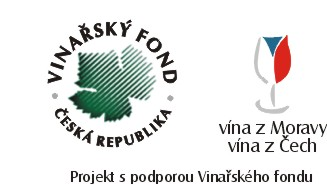 VINAŘSKÝ FOND
• ČESKÁ REPUBLIKA •
vína z Moravy
vína z Čech
Projekt s podporou Vinařského fondu